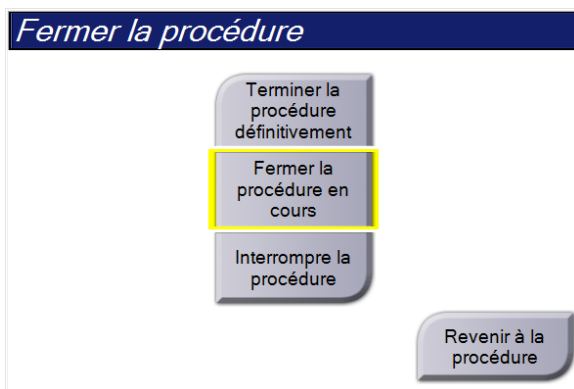 Fermer la procédure
Terminer la
procédure
définitivement
Fermer la
procédure en
cours
Interrompre la
procédure
Revenir à la
procédure